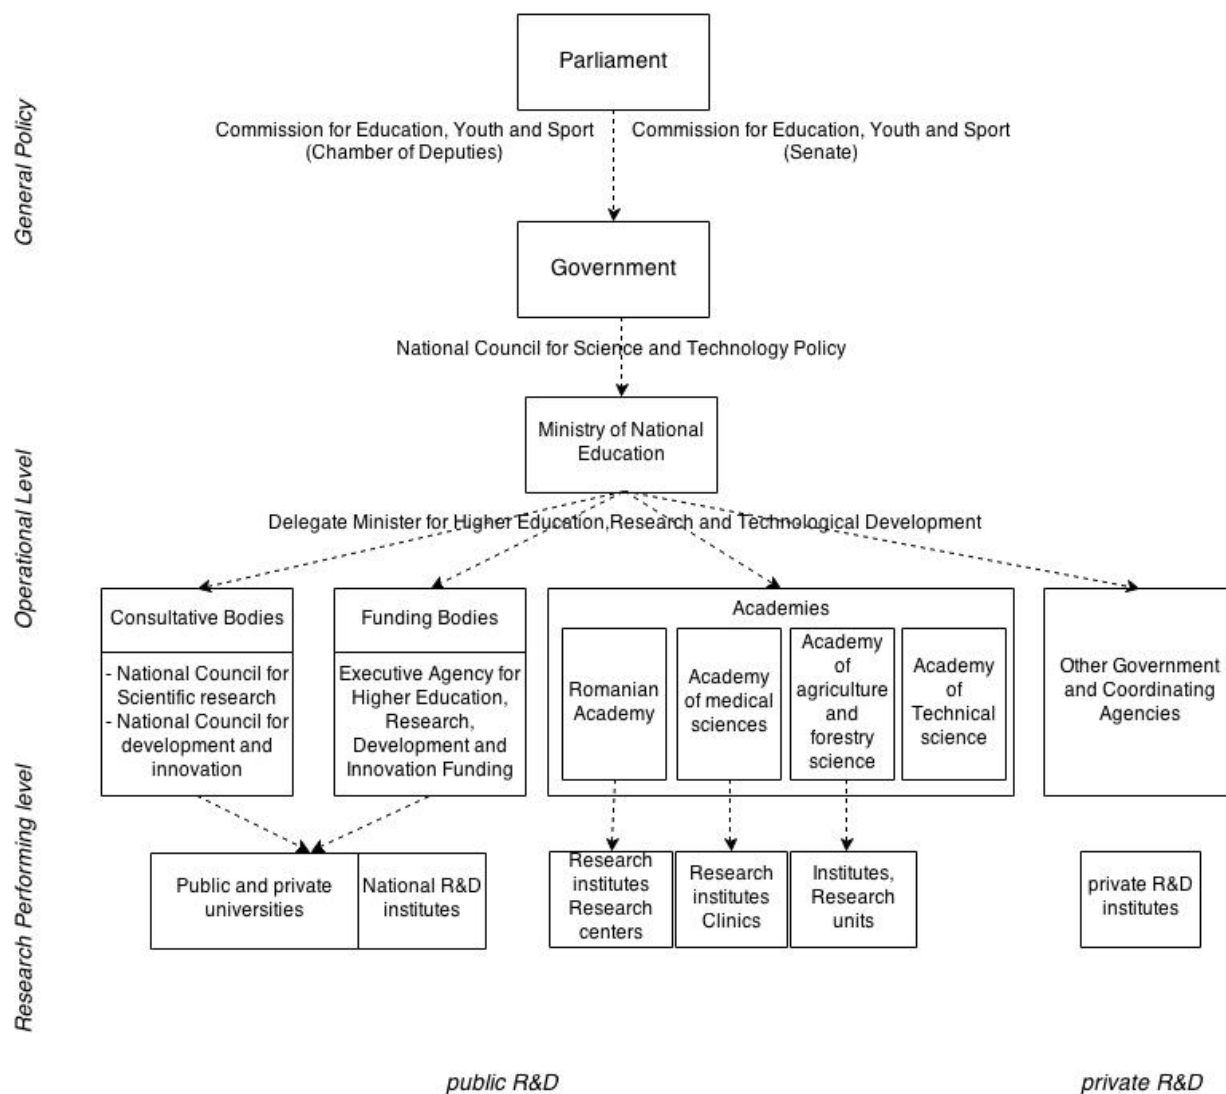 Parliament
Commission for Education, Youth and Sport
(Chamber of Deputies)
Commission for Education, Youth and Sport
(Senate)
General Policy
Government
National Council for Science and Technology Policy
Ministry of National
Education
Delegate Minister for Higher Education,Research and Technological Development
Operational Level
Consultative Bodies
- National Council for
Scientific research
- National Council for
development and
innovation
Funding Bodies
Executive Agency for
Higher Education,
Research,
Development and
Innovation Funding
Academies
Romanian
Academy
Academy
of medical
sciences
Academy
of
agriculture
and
forestry
science
Academy
of
Technical
science
Other Government
and Coordinating
Agencies
Research Performing level
Public and private
universities
National R&D
institutes
Research
institutes
Research
centers
Research
institutes
Clinics
Institutes,
Research
units
private R&D
institutes
public R&D
private R&D